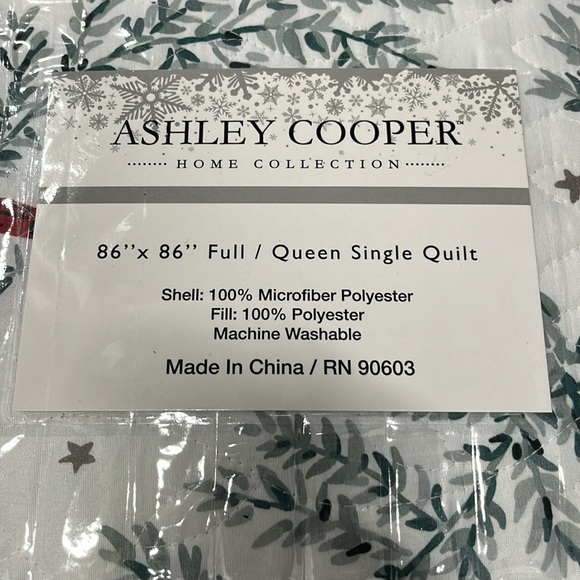 ASHLEY COOPER™
HOME COLLECTION
86''x 86'' Full / Queen Single Quilt
Shell: 100% Microfiber Polyester
Fill: 100% Polyester
Machine Washable
Made In China / RN 90603